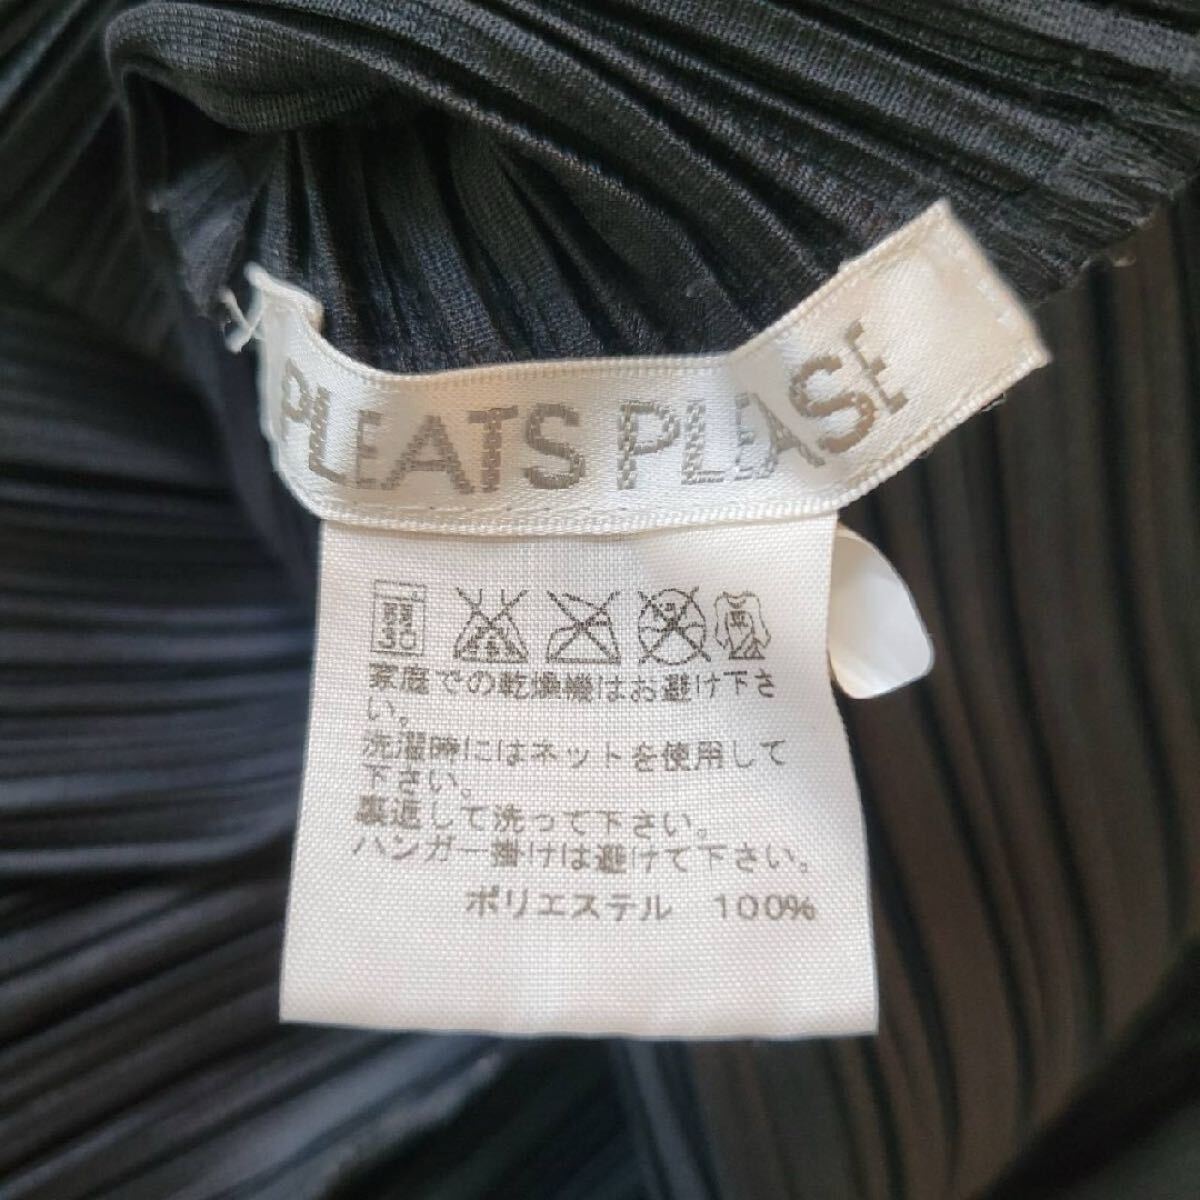 PLEATS PLEASE
30
家庭での乾燥機はお避け下さ
い。
洗濯時にはネットを使用して
下さい。
裏返して洗って下さい。
ハンガー掛けは避けて下さい。
ポリエステル 100%